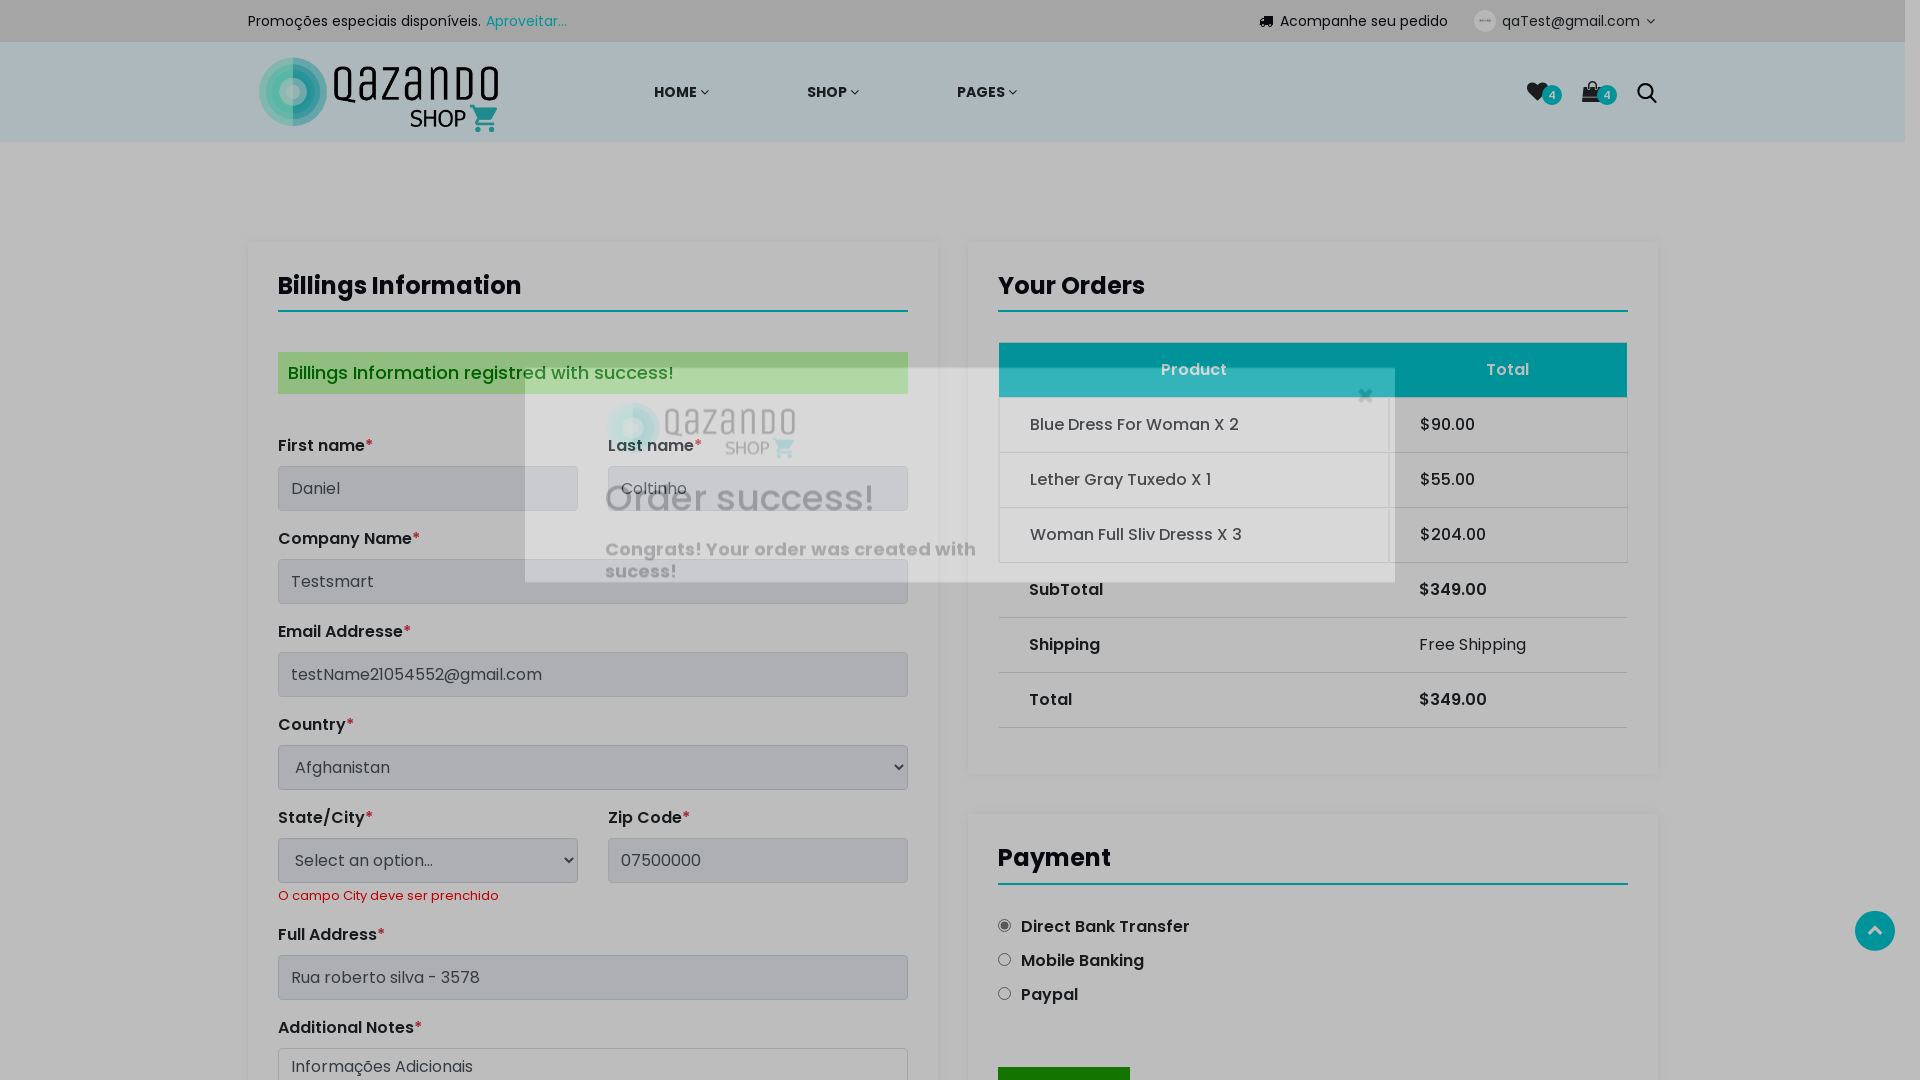 Promoções especiais disponíveis. Aproveitar...
Acompanhe seu pedido
qaTest@gmail.com
QAZANDO
SHOP
HOME
SHOP
PAGES
4
4
Billings Information
Billings Information registred with success!
First name*
Last name*
Daniel
Coltinho
Company Name*
Testsmart
Email Addresse*
testName21054552@gmail.com
Country*
Afghanistan
State/City*
Zip Code*
Select an option...
07500000
O campo City deve ser prenchido
Full Address*
Rua roberto silva - 3578
Additional Notes*
Informações Adicionais
QAZANDO
SHOP
Order success!
Congrats! Your order was created with
sucess!
Your Orders
Product Total
Blue Dress For Woman X 2 $90.00
Lether Gray Tuxedo X 1 $55.00
Woman Full Sliv Dresss X 3 $204.00
SubTotal $349.00
Shipping Free Shipping
Total $349.00
Payment
Direct Bank Transfer
Mobile Banking
Paypal